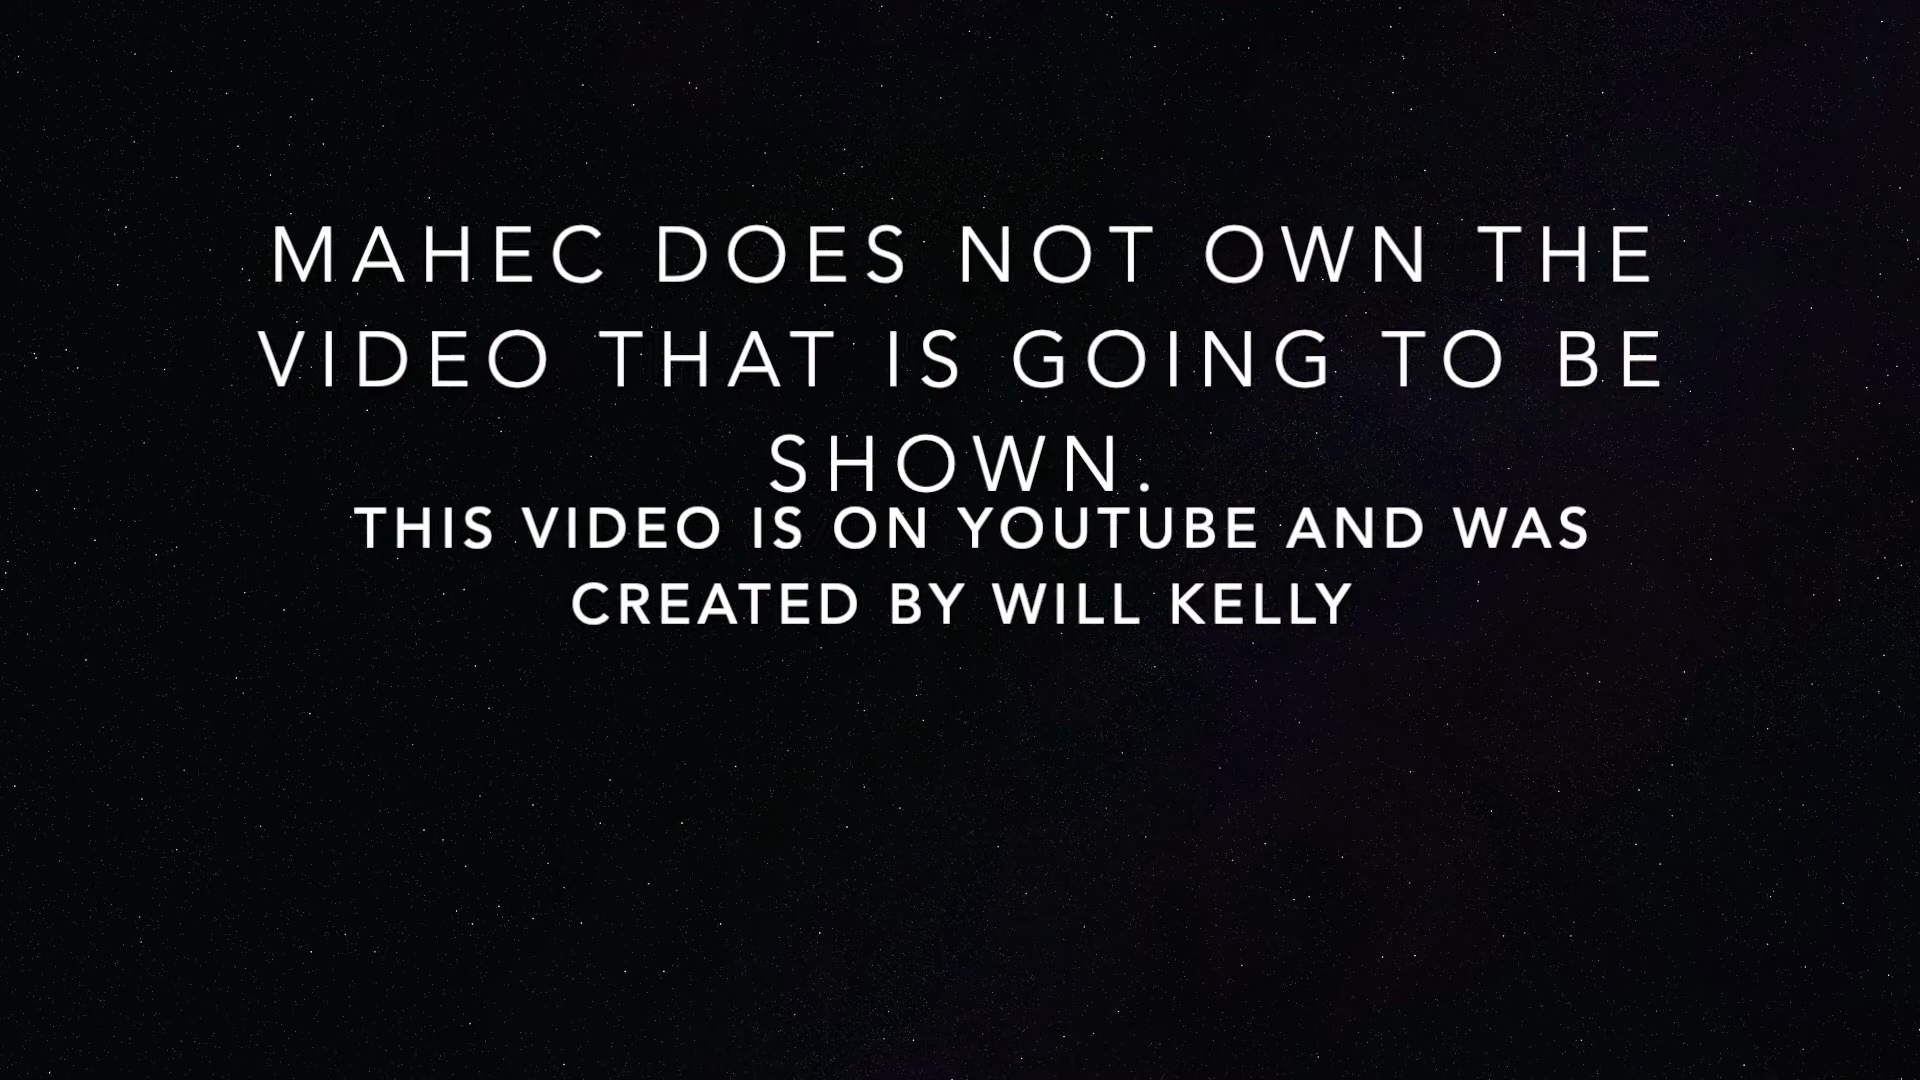 MAHEC DOES NOT OWN THE
VIDEO THAT IS GOING TO BE
SHOWN.
THIS VIDEO IS ON YOUTUBE AND WAS
CREATED BY WILL KELLY